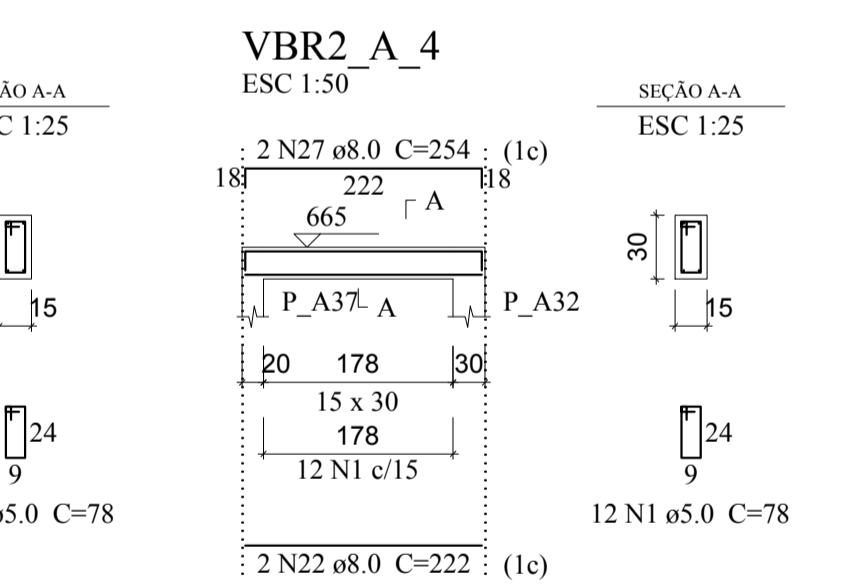 VBR2_A_4
ESC 1:50
ÃO A-A
C 1:25
SEÇÃO A-A
ESC 1:25
2 N27 ø8.0 C=254 (1c)
18 222 18
A
665
30
15
15
P_A37 A P_A32
20 178 30
15 x 30
178
12 N1 c/15
24
9
24
9
ø5.0 C=78
12 N1 ø5.0 C=78
2 N22 ø8.0 C=222 (1c)